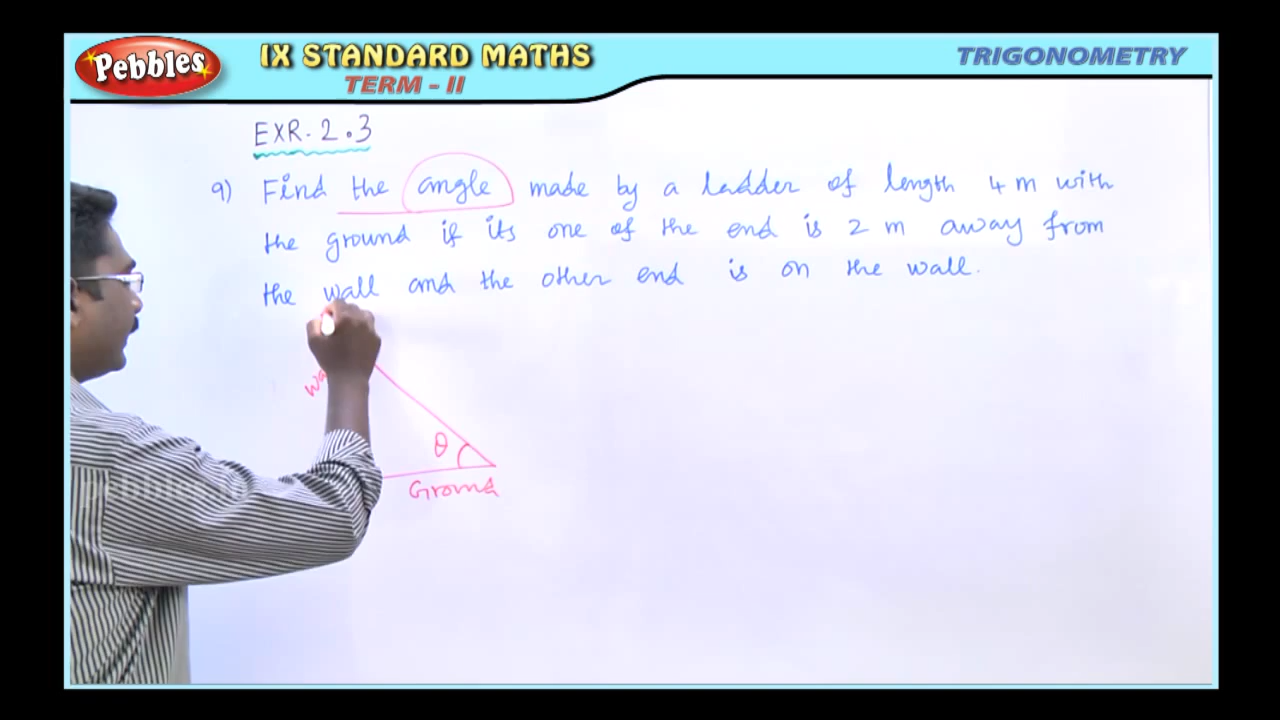 Pebbles
IX STANDARD MATHS
TERM - II
TRIGONOMETRY
EXR. 2.3
9) Find the angle made by a ladder of length 4 m with
the ground if its one of the end is 2 m away from
the wall and the other end is on the wall.
θ
Ground